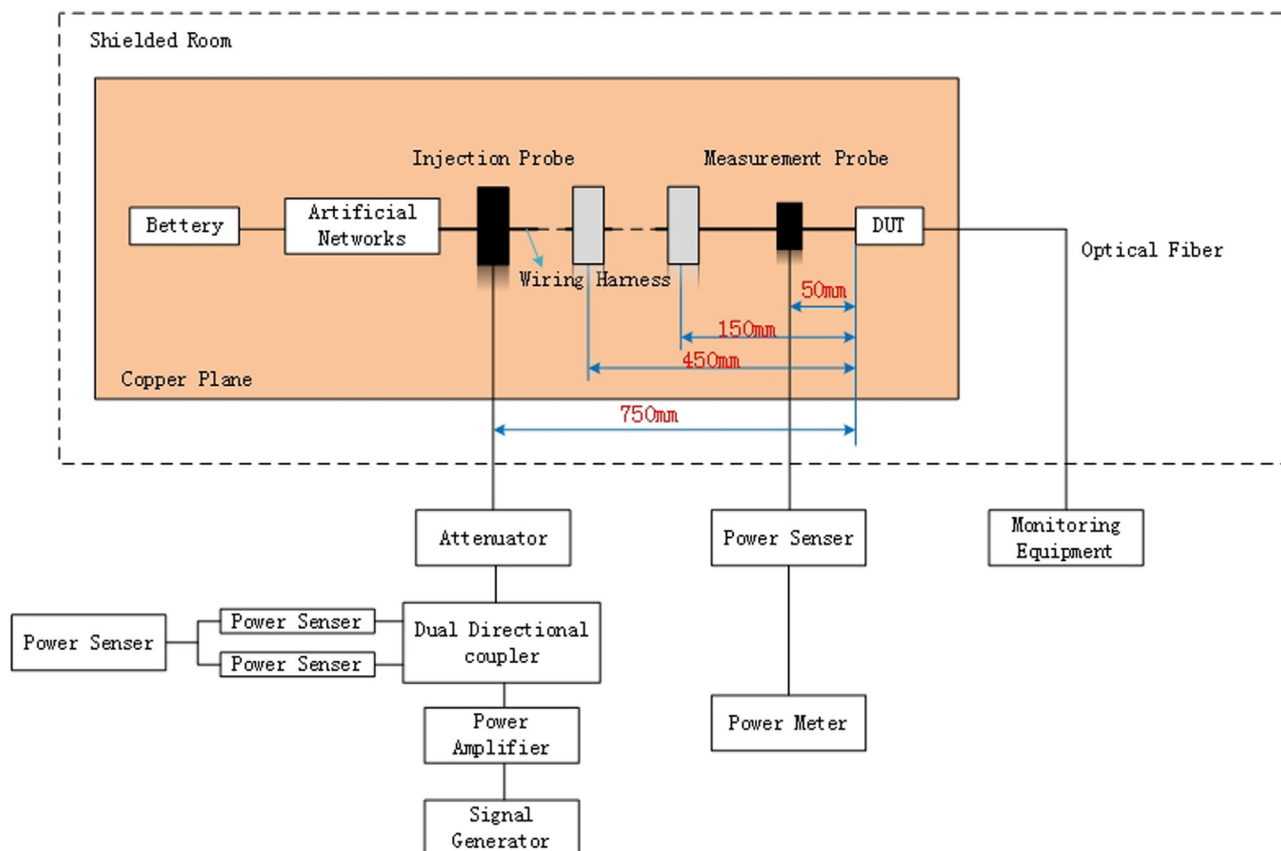 Shielded Room
Injection Probe
Measurement Probe
Bettery
Artificial
Networks
DUT
Optical Fiber
Wiring Harness
50mm
150mm
450mm
Copper Plane
750mm
Attenuator
Power Senser
Monitoring
Equipment
Power Senser
Power Senser
Power Senser
Dual Directional
coupler
Power
Amplifier
Power Meter
Signal
Generator